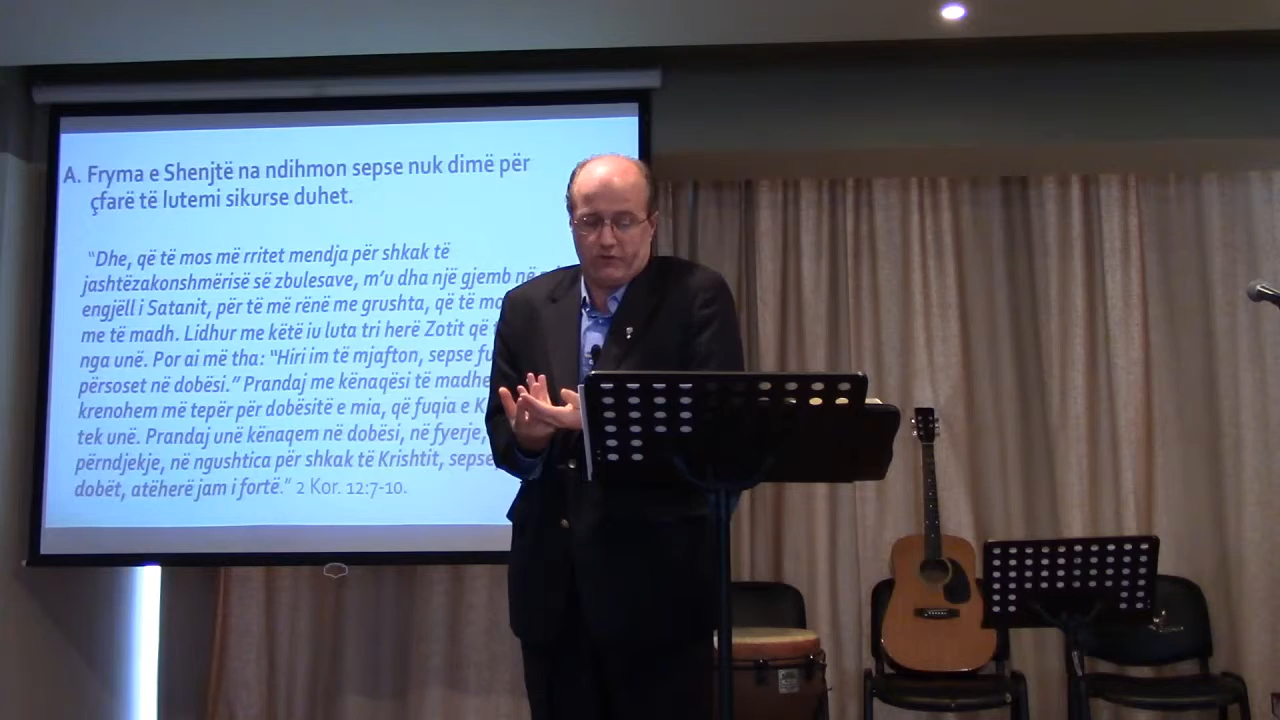 A. Fryma e Shenjtë na ndihmon sepse nuk dimë për
çfarë të lutemi sikurse duhet.
“Dhe, që të mos më rritet mendja për shkak të
jashtëzakonshmërisë së zbulesave, m’u dha një gjemb në
engjëll i Satanit, për të më rënë me grushta, që të
me të madh. Lidhur me këtë iu luta tri herë Zotit që
nga unë. Por ai më tha: “Hiri im të mjafton, sepse
përsoset në dobësi.” Prandaj me kënaqësi të madhe
krenohem më tepër për dobësitë e mia, që fuqia e
tek unë. Prandaj unë kënaqem në dobësi, në fyerje,
përndjekje, në ngushtica për shkak të Krishtit, sepse,
dobët, atëherë jam i fortë.” 2 Kor. 12:7-10.